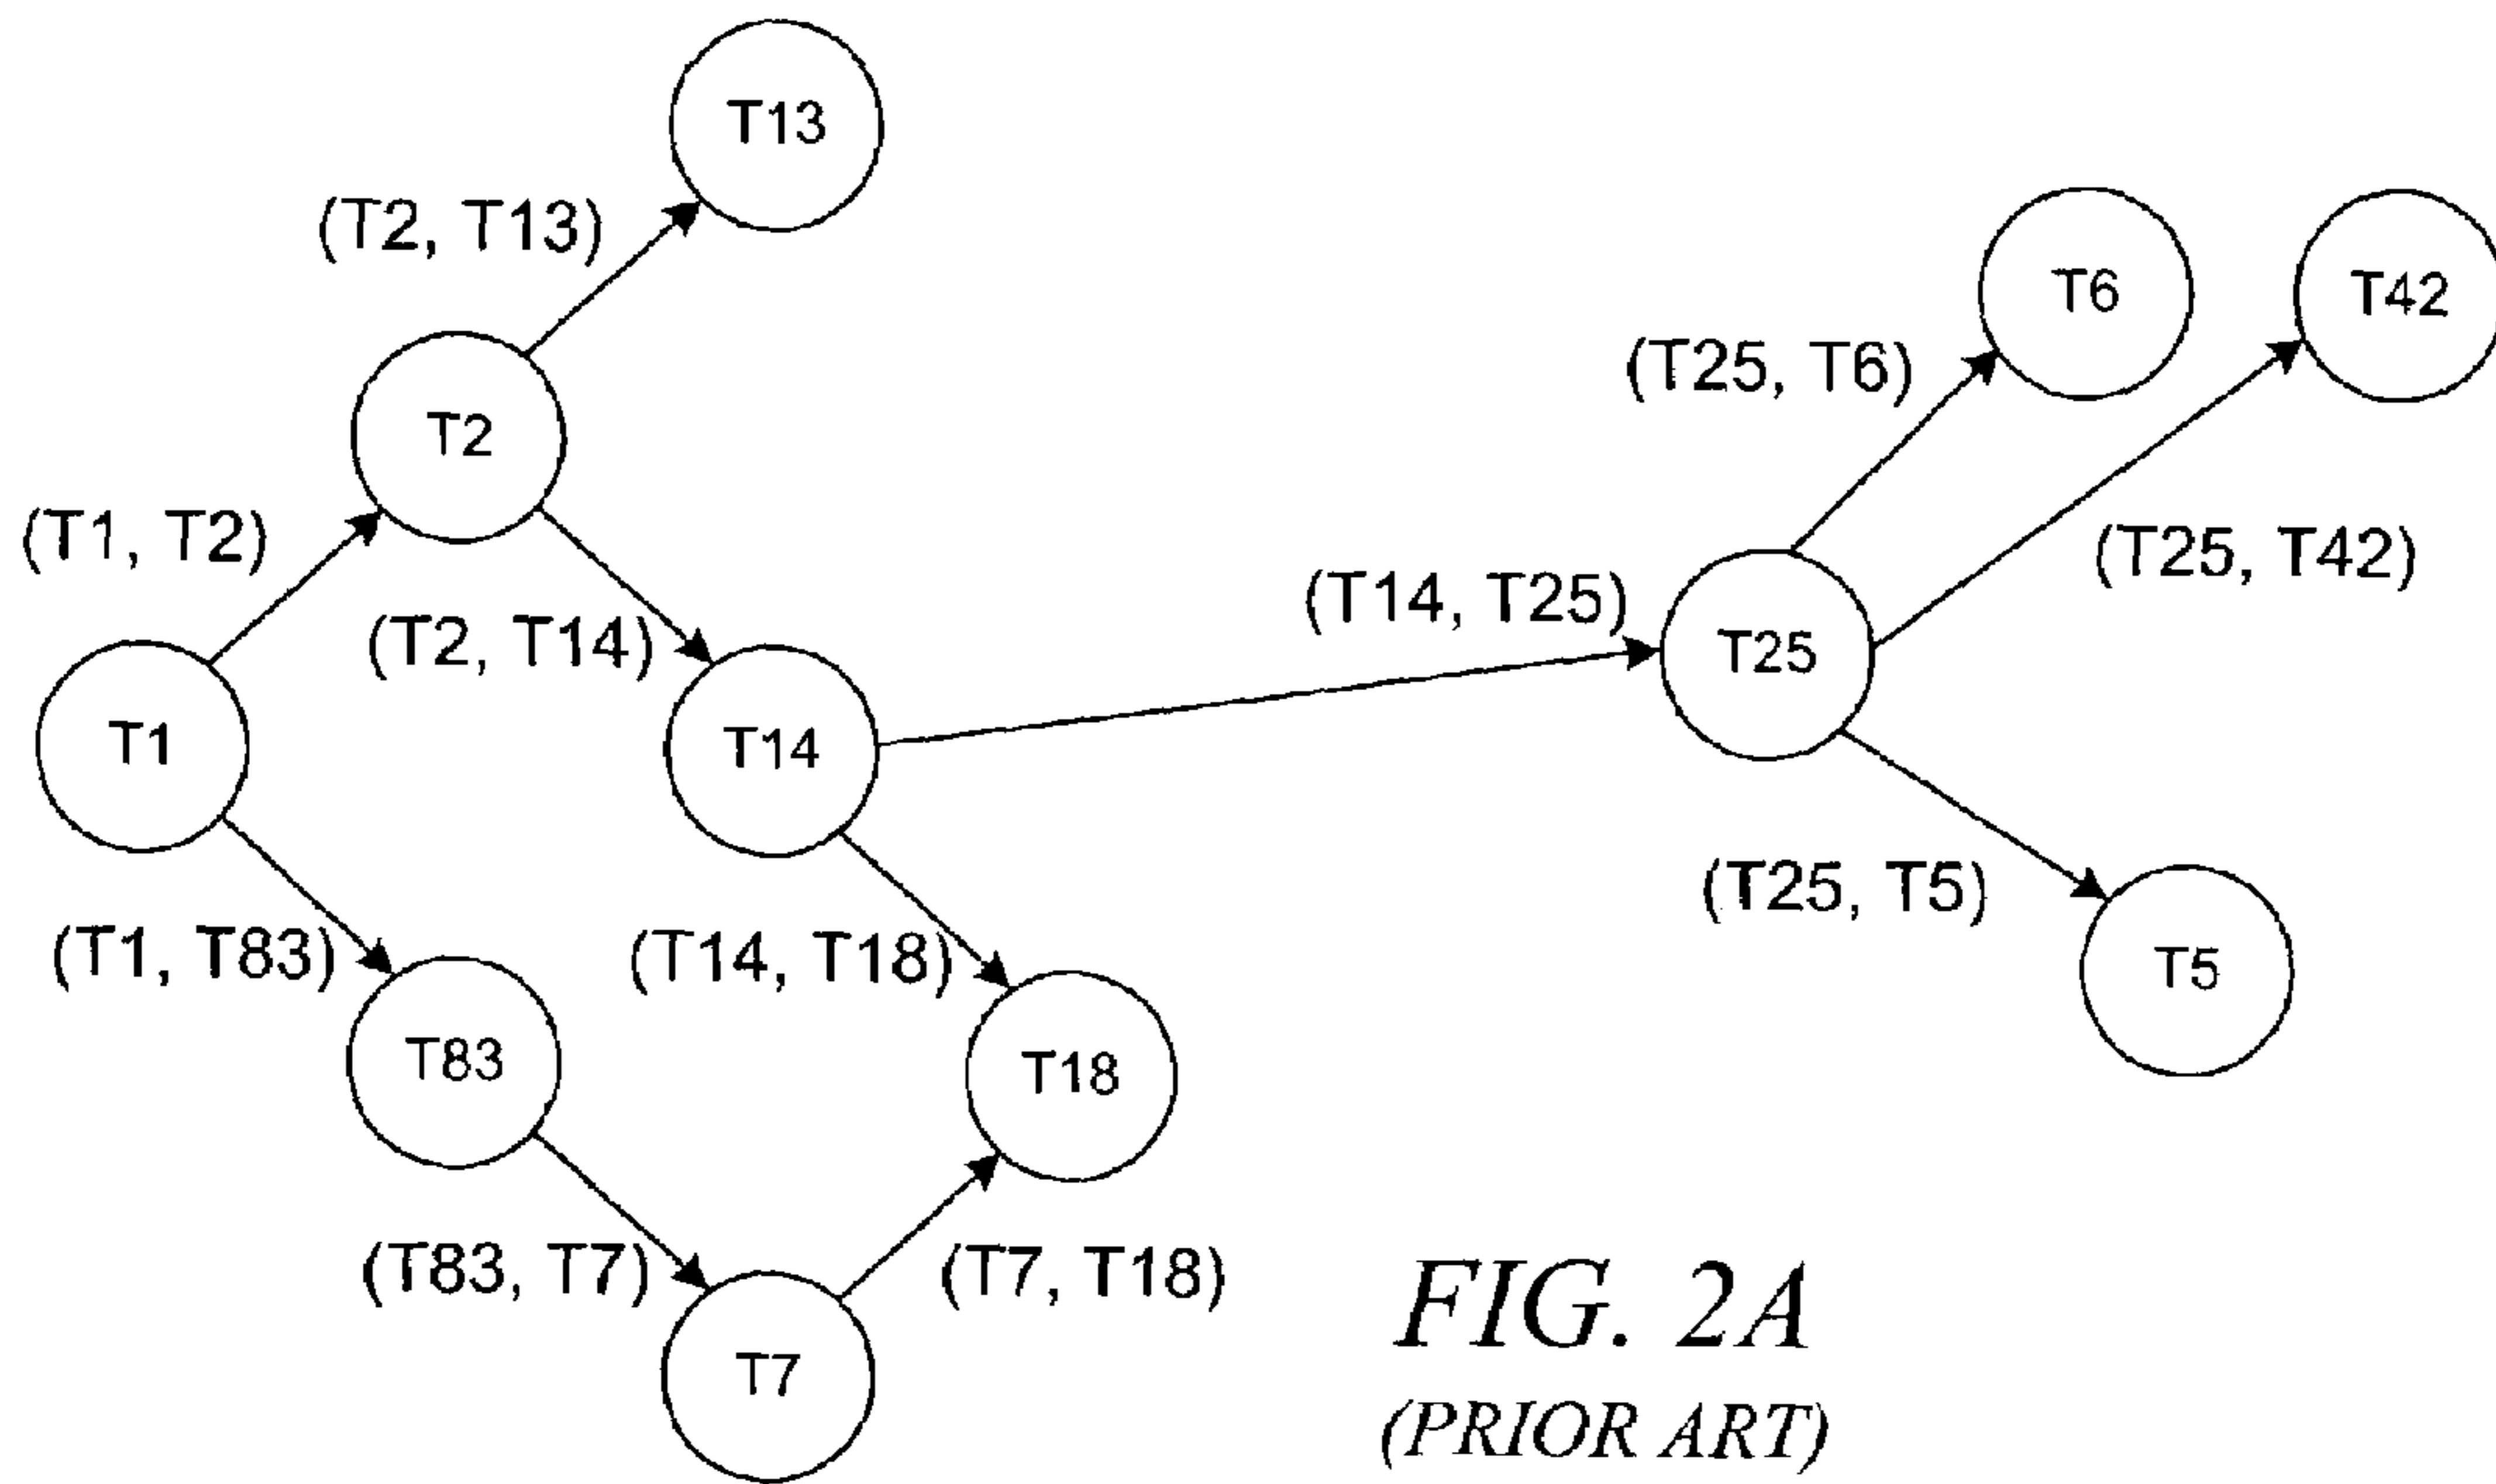 T13
(T2, T13)
T6
T42
(T25, T6)
T2
(T1, T2)
(T25, T42)
(T14, T25)
(T2, T14)
T25
T1
T14
(T25, T5)
(T1, T83)
(T14, T18)
T5
T83
T18
(T83, T7)
(T7, T18)
T7
FIG. 2A
(PRIOR ART)